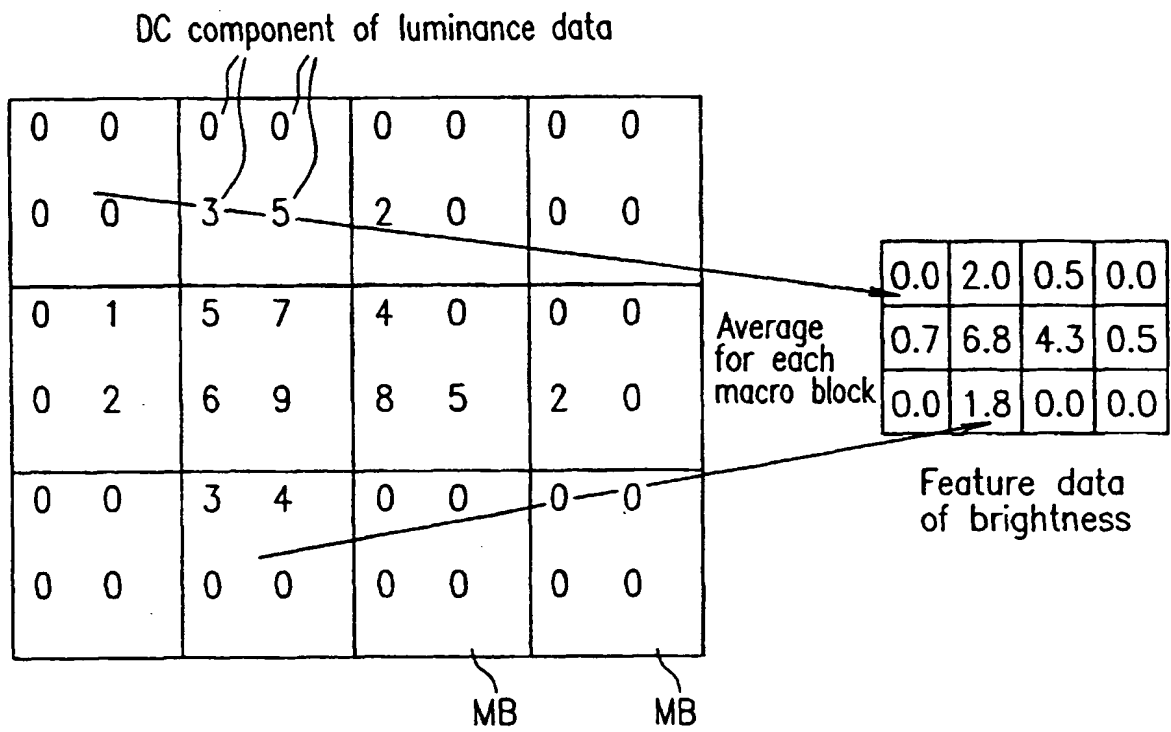 DC component of luminance data
0 0 0 0 0 0 0 0
0 0 3 5 2 0 0 0
0 1 5 7 4 0 0 0
0 2 6 9 8 5 2 0
0 0 3 4 0 0 0 0
0 0 0 0 0 0 0 0
MB MB
Average
for each
macro block
0.0 2.0 0.5 0.0
0.7 6.8 4.3 0.5
0.0 1.8 0.0 0.0
Feature data
of brightness